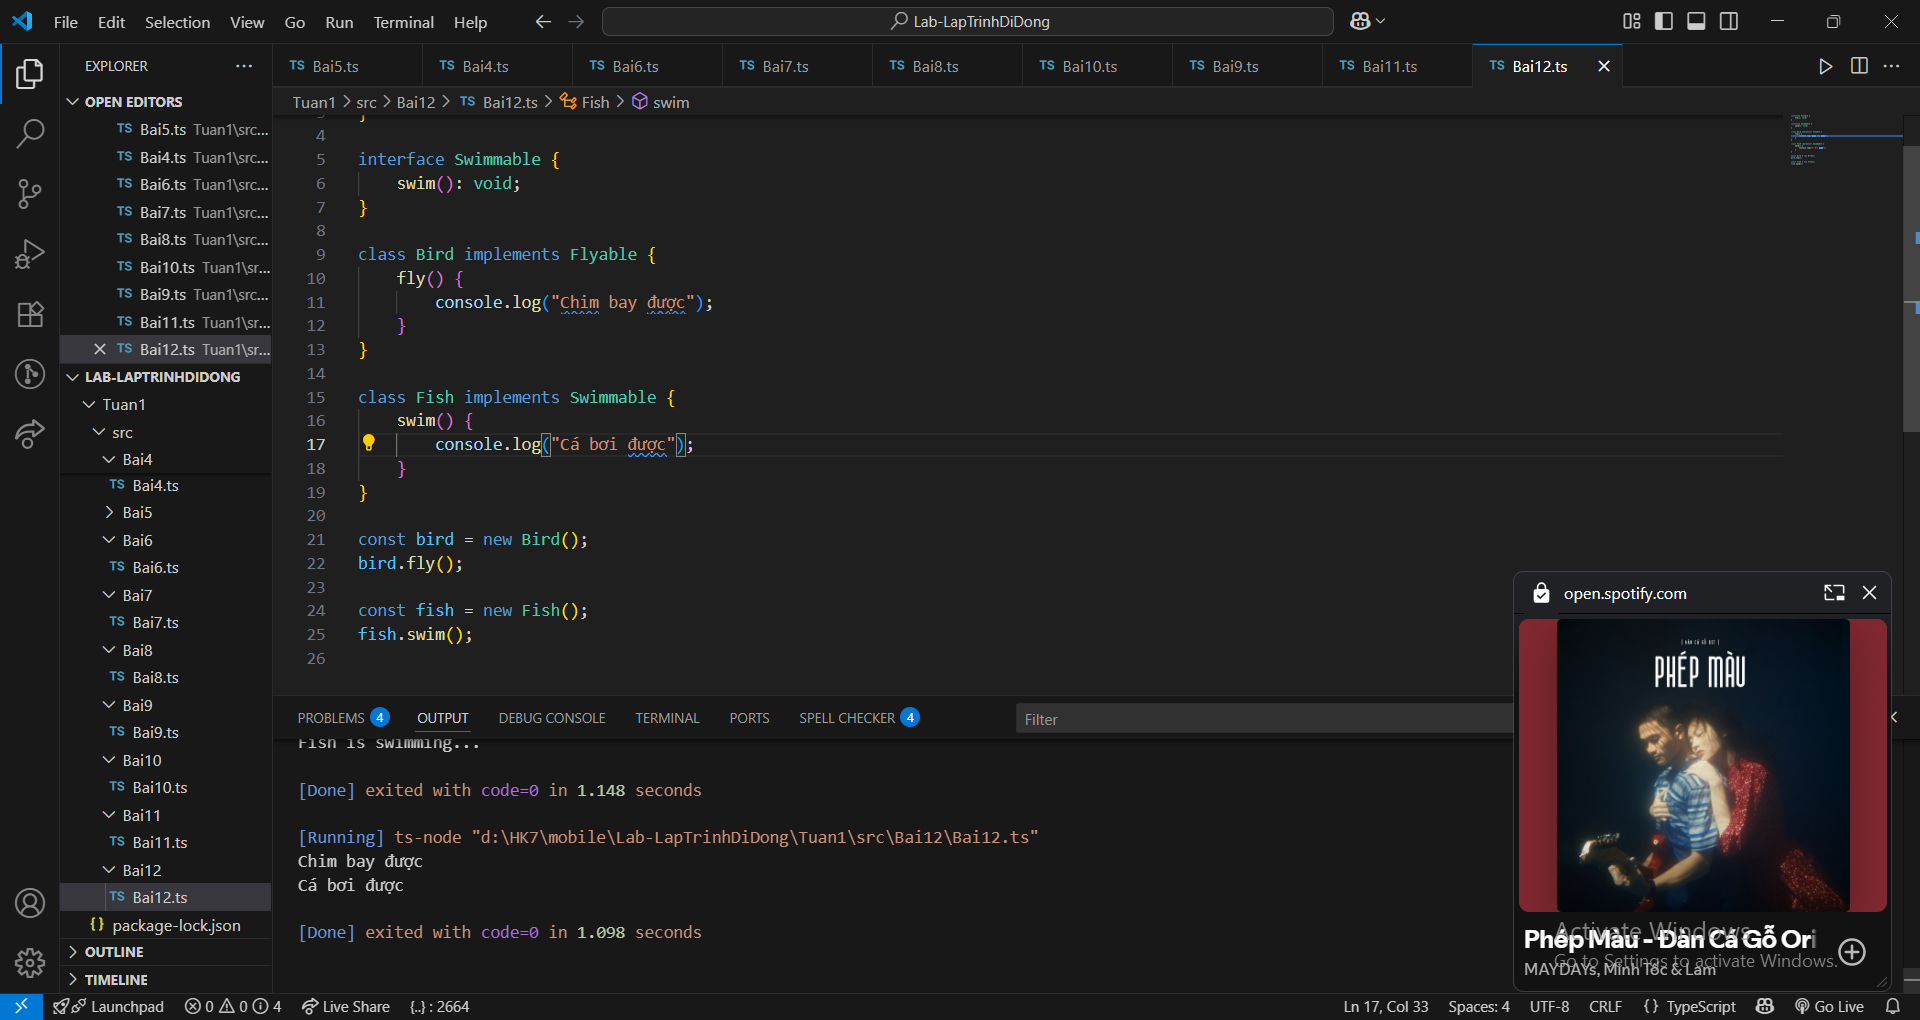 File Edit Selection View Go Run Terminal Help
Lab-LapTrinhDiDong
EXPLORER
OPEN EDITORS
TS Bai5.ts Tuan1\src...
TS Bai4.ts Tuan1\src...
TS Bai6.ts Tuan1\src...
TS Bai7.ts Tuan1\src...
TS Bai8.ts Tuan1\src...
TS Bai10.ts Tuan1\sr...
TS Bai9.ts Tuan1\src...
TS Bai11.ts Tuan1\sr...
TS Bai12.ts Tuan1\sr...
LAB-LAPTRINHDIDONG
Tuan1
src
Bai4
TS Bai4.ts
Bai5
Bai6
TS Bai6.ts
Bai7
TS Bai7.ts
Bai8
TS Bai8.ts
Bai9
TS Bai9.ts
Bai10
TS Bai10.ts
Bai11
TS Bai11.ts
Bai12
TS Bai12.ts
{} package-lock.json
OUTLINE
TIMELINE
TS Bai5.ts TS Bai4.ts TS Bai6.ts TS Bai7.ts TS Bai8.ts TS Bai10.ts TS Bai9.ts TS Bai11.ts TS Bai12.ts
Tuan1 > src > Bai12 > TS Bai12.ts > Fish > swim
3 }
4
5 interface Swimmable {
6 swim(): void;
7 }
8
9 class Bird implements Flyable {
10 fly() {
11 console.log("Chim bay được");
12 }
13 }
14
15 class Fish implements Swimmable {
16 swim() {
17 console.log("Cá bơi được");
18 }
19 }
20
21 const bird = new Bird();
22 bird.fly();
23
24 const fish = new Fish();
25 fish.swim();
26
PROBLEMS 4 OUTPUT DEBUG CONSOLE TERMINAL PORTS SPELL CHECKER 4 Filter
Fish is swimming...
[Done] exited with code=0 in 1.148 seconds
[Running] ts-node "d:\HK7\mobile\Lab-LapTrinhDiDong\Tuan1\src\Bai12\Bai12.ts"
Chim bay được
Cá bơi được
[Done] exited with code=0 in 1.098 seconds
open.spotify.com
PHÉP MÀU
Phép Màu - Đàn Cá Gỗ Ori
MAYDAYs, Minh Tốc & Lam
Activate Windows
Go to Settings to activate Windows.
Launchpad 0 0 4 Live Share {..} : 2664
Ln 17, Col 33 Spaces: 4 UTF-8 CRLF {} TypeScript Go Live